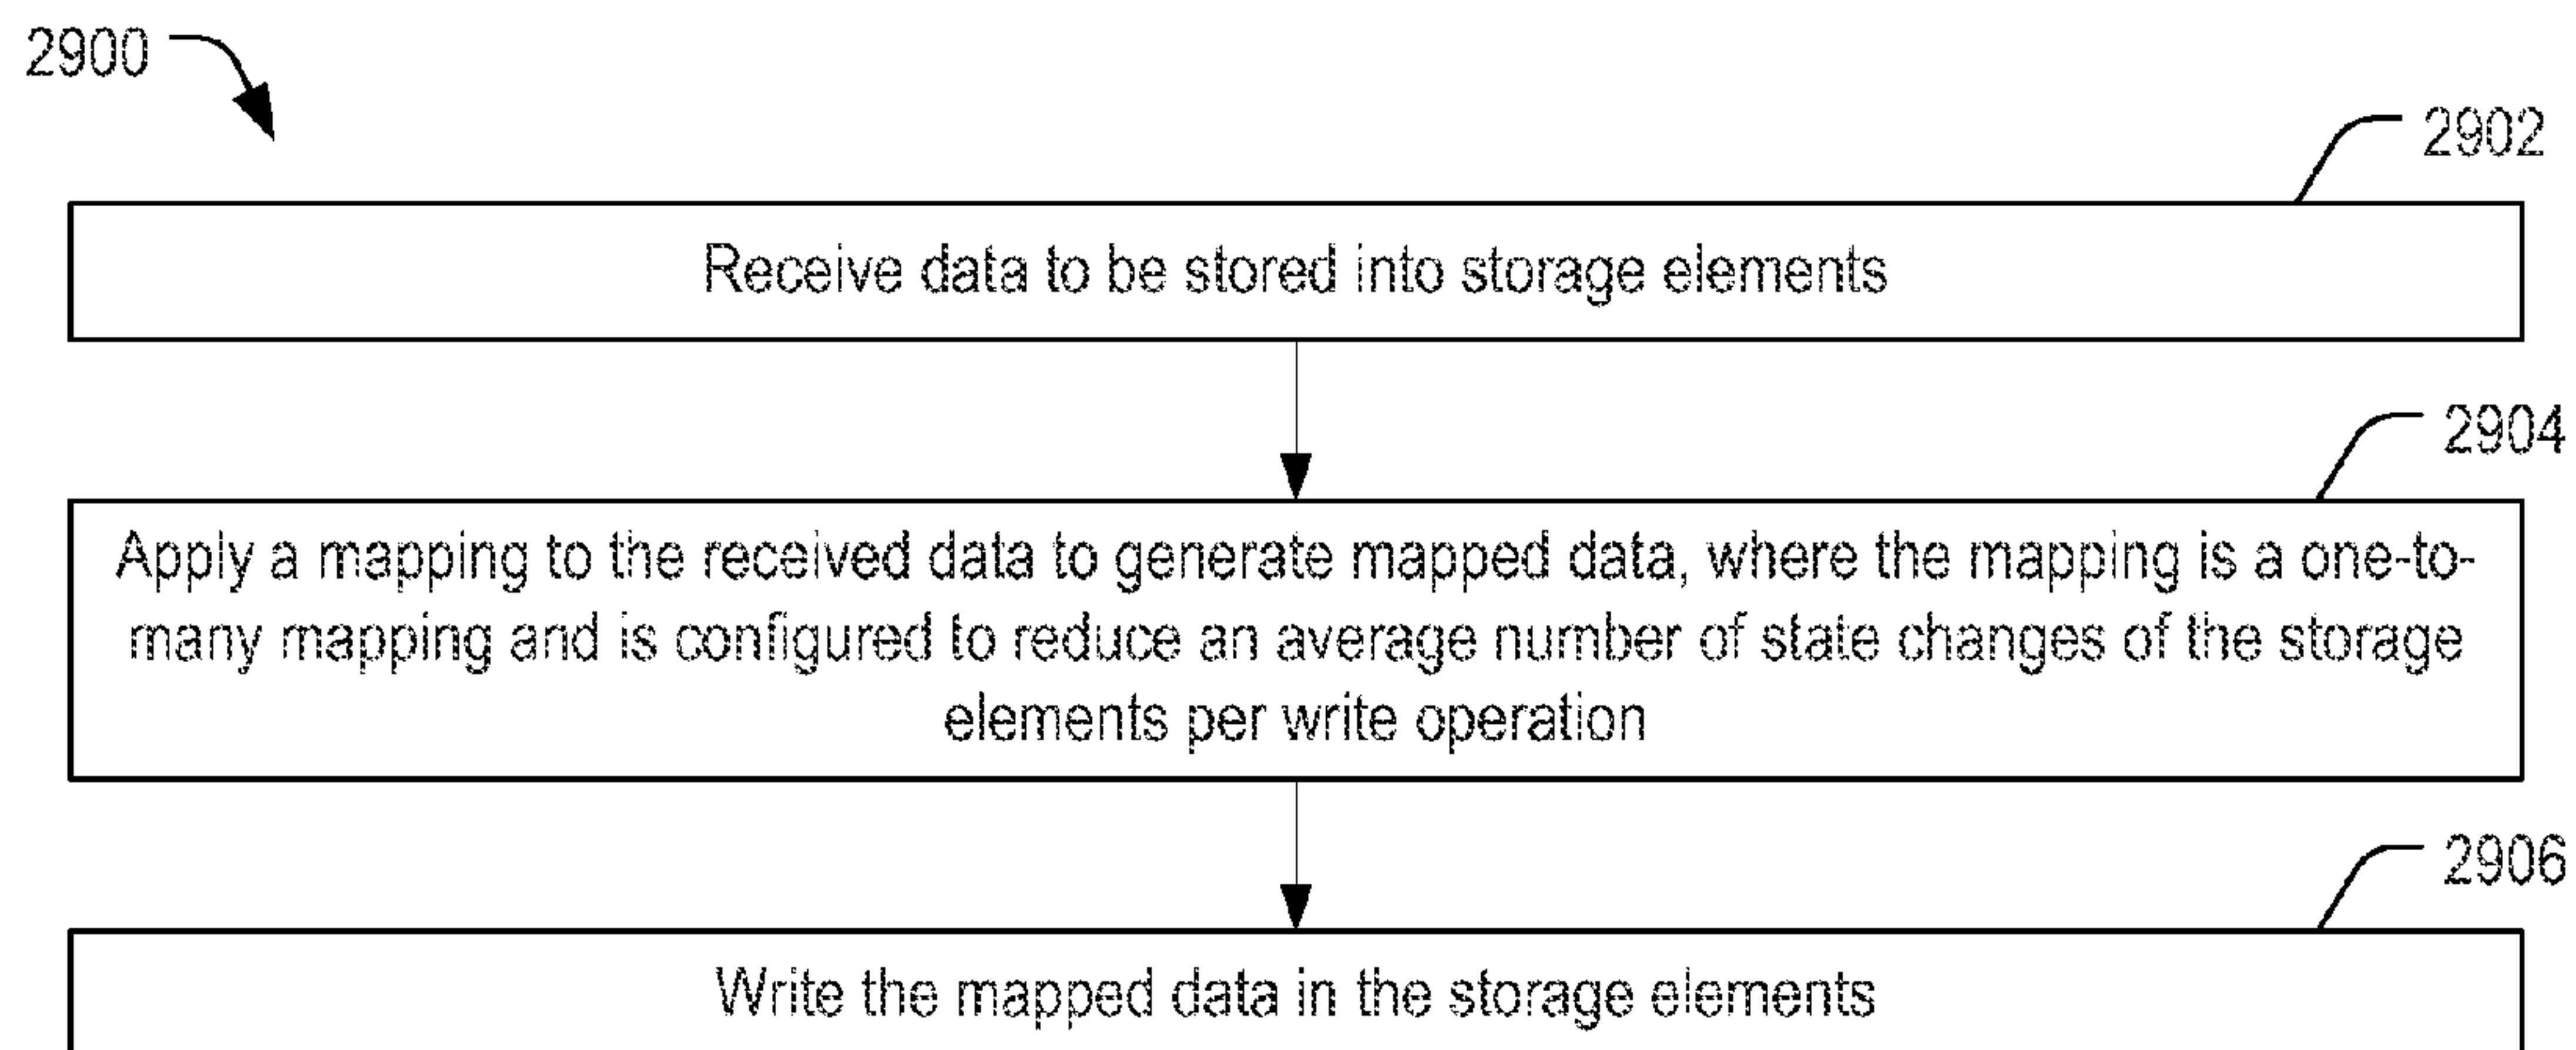 2900
2902
Receive data to be stored into storage elements
2904
Apply a mapping to the received data to generate mapped data, where the mapping is a one-to-
many mapping and is configured to reduce an average number of state changes of the storage
elements per write operation
2906
Write the mapped data in the storage elements